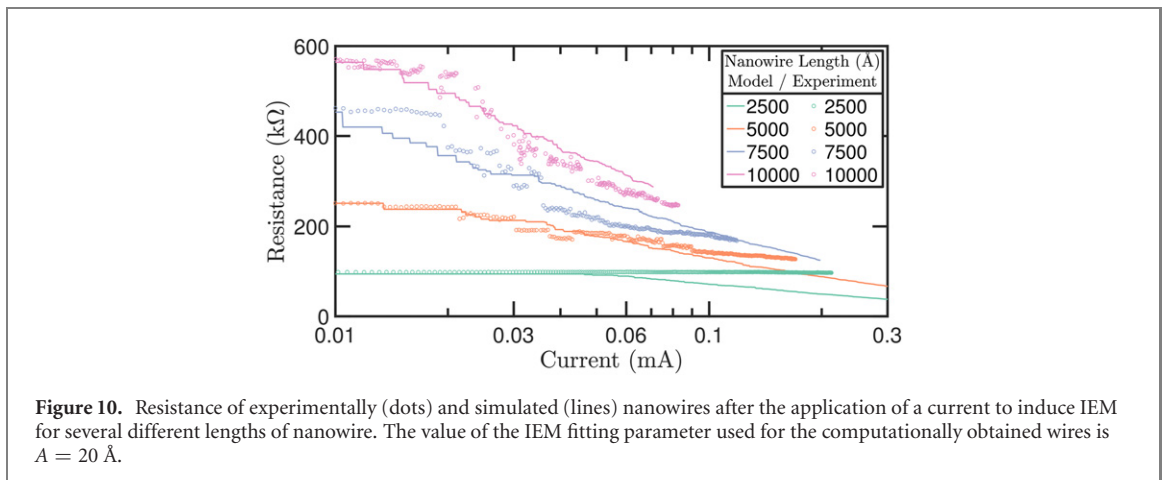 600
400
200
0
Resistance (kΩ)
Nanowire Length (Å)
Model / Experiment
2500 2500
5000 5000
7500 7500
10000 10000
0.01 0.03 0.06 0.1 0.3
Current (mA)
Figure 10. Resistance of experimentally (dots) and simulated (lines) nanowires after the application of a current to induce IEM
for several different lengths of nanowire. The value of the IEM fitting parameter used for the computationally obtained wires is
A = 20 Å.